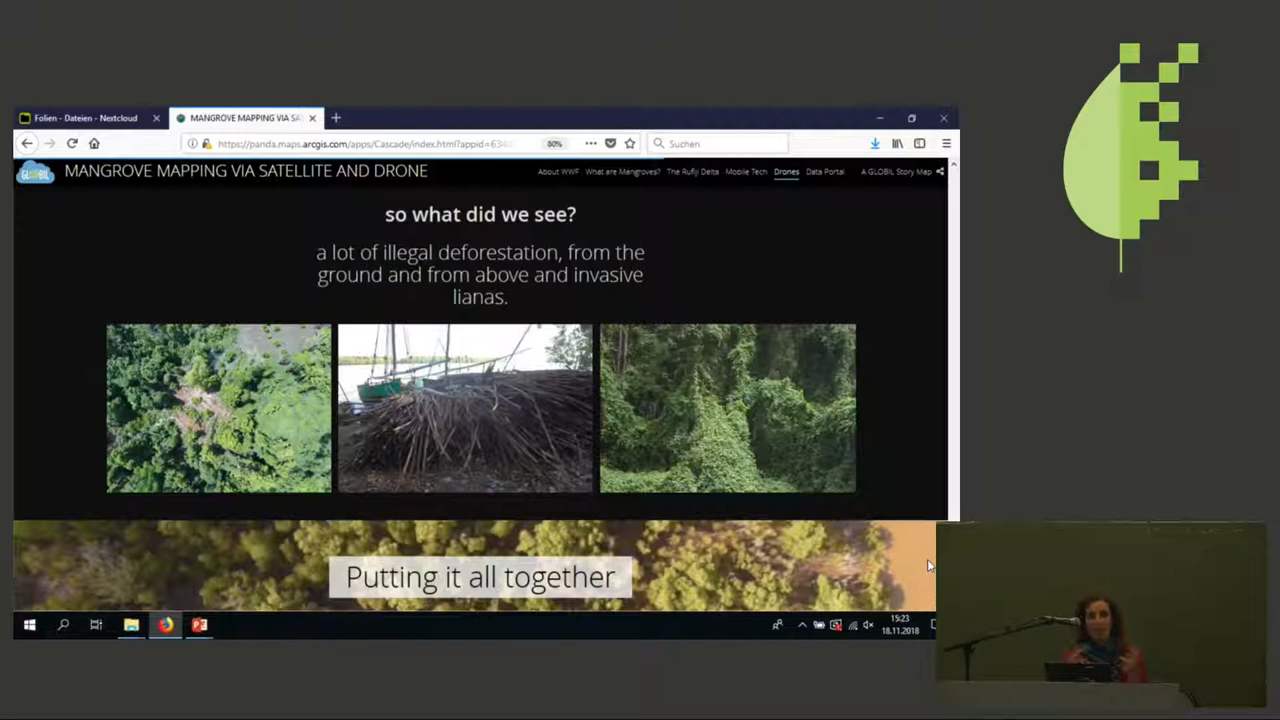 Folien - Dateien - Nextcloud
MANGROVE MAPPING VIA SA
https://panda.maps.arcgis.com/apps/Cascade/index.html?appid=634
80%
Suchen
GLOBIL
MANGROVE MAPPING VIA SATELLITE AND DRONE
About WWF What are Mangroves? The Rufiji Delta Mobile Tech Drones Data Portal A GLOBIL Story Map
so what did we see?
a lot of illegal deforestation, from the
ground and from above and invasive
lianas.
Putting it all together
15:23
18.11.2018